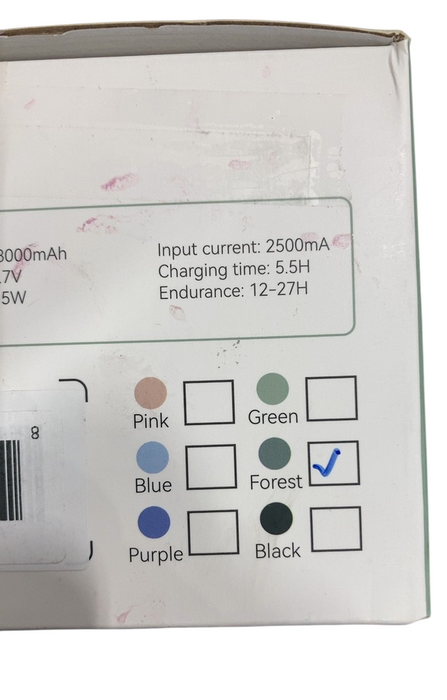 8000mAh
.7V
5W
Input current: 2500mA
Charging time: 5.5H
Endurance: 12-27H
8
Pink
Green
Blue
Forest
Purple
Black